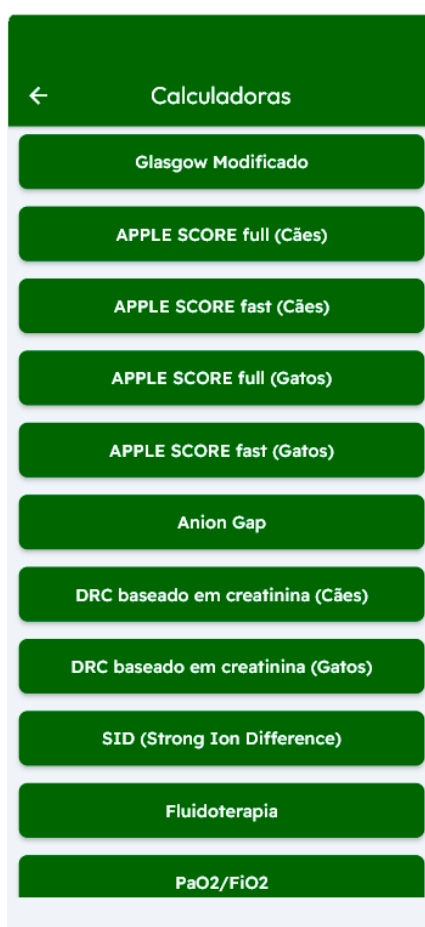 Calculadoras
Glasgow Modificado
APPLE SCORE full (Cães)
APPLE SCORE fast (Cães)
APPLE SCORE full (Gatos)
APPLE SCORE fast (Gatos)
Anion Gap
DRC baseado em creatinina (Cães)
DRC baseado em creatinina (Gatos)
SID (Strong Ion Difference)
Fluidoterapia
PaO2/FiO2